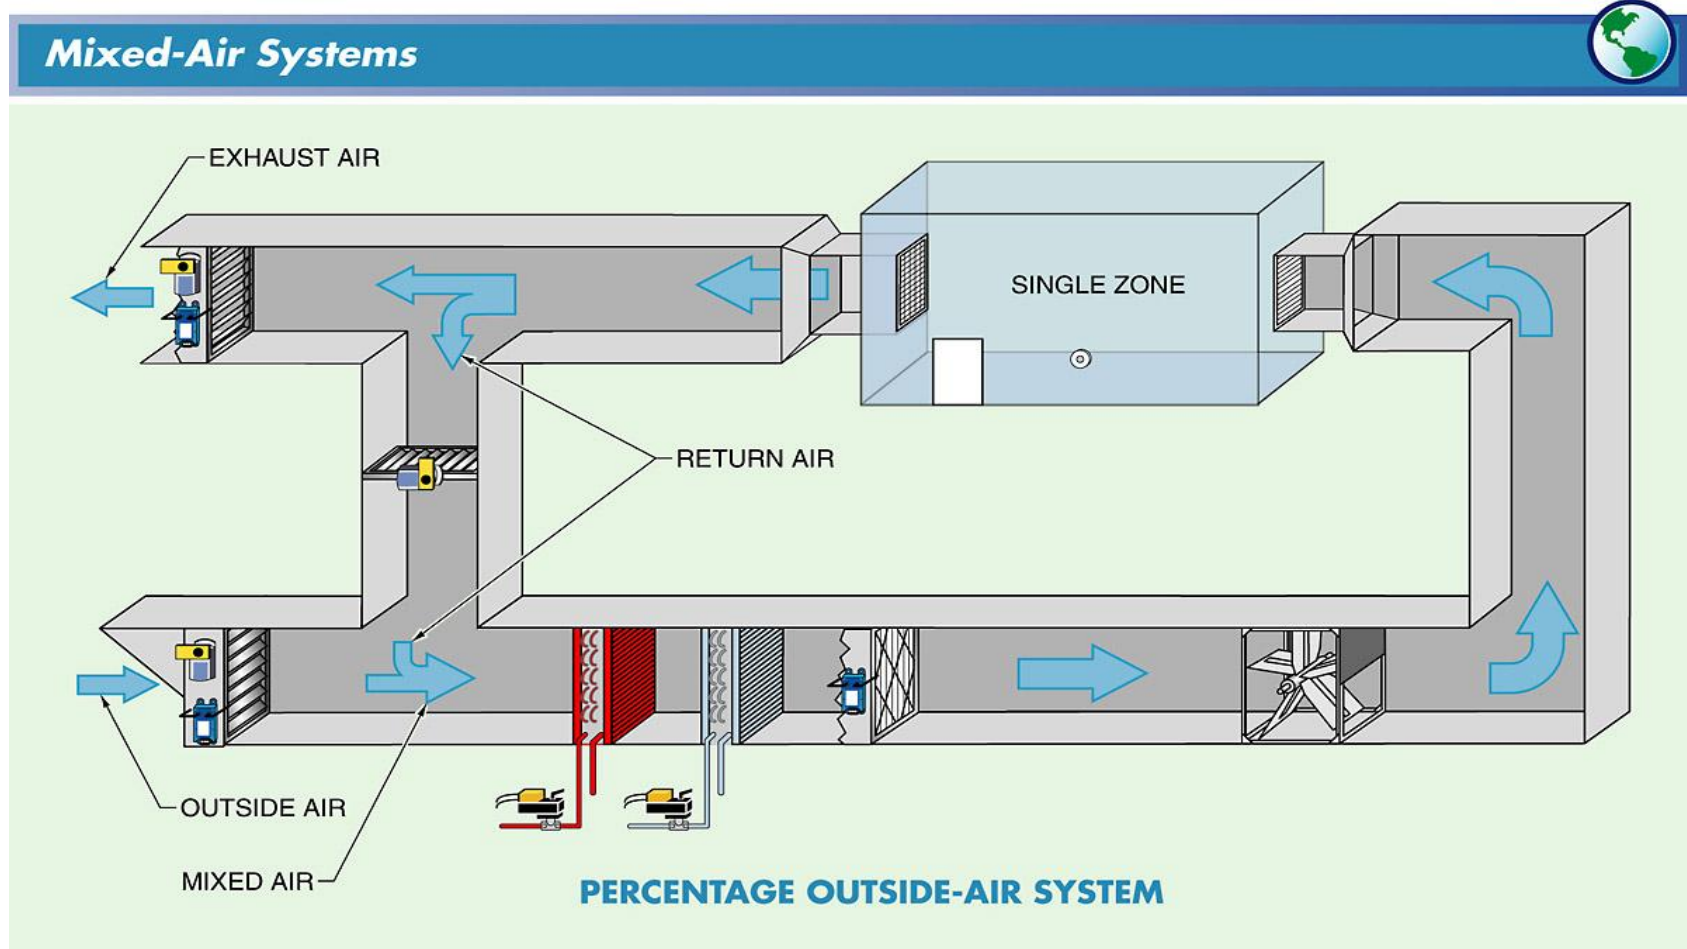 Mixed-Air Systems
EXHAUST AIR
SINGLE ZONE
RETURN AIR
OUTSIDE AIR
MIXED AIR
PERCENTAGE OUTSIDE-AIR SYSTEM